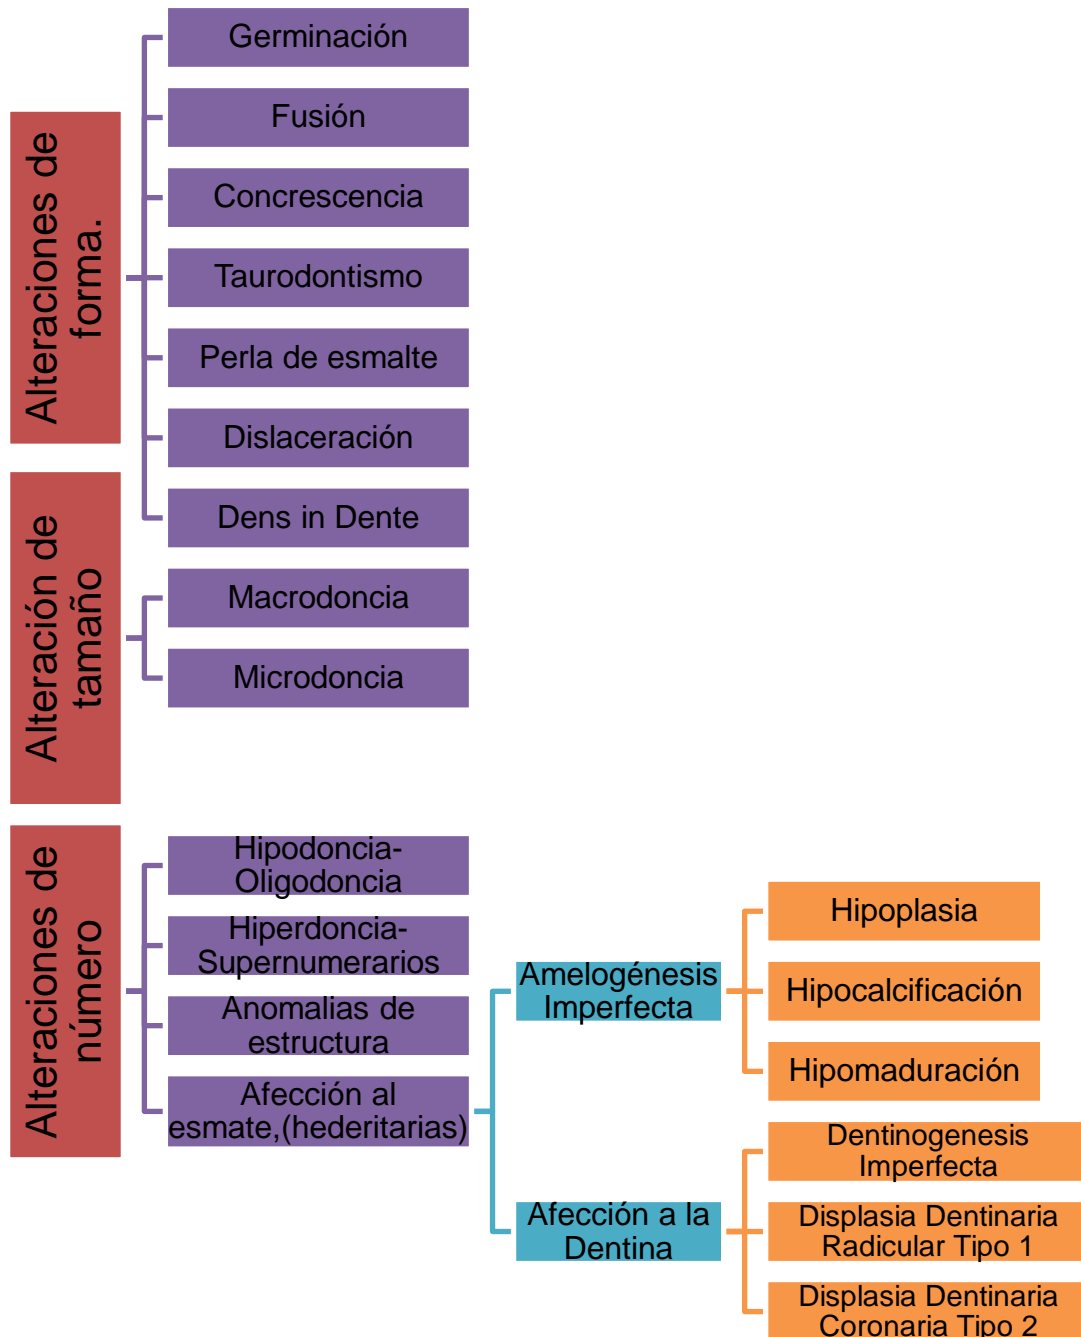 Alteraciones de
forma.
Germinación
Fusión
Concrescencia
Taurodontismo
Perla de esmalte
Dislaceración
Dens in Dente
Alteración de
tamaño
Macrodoncia
Microdoncia
Alteraciones de
número
Hipodoncia-
Oligodoncia
Hiperdoncia-
Supernumerarios
Anomalias de
estructura
Afección al
esmate,(hederitarias)
Amelogénesis
Imperfecta
Hipoplasia
Hipocalcificación
Hipomaduración
Afección a la
Dentina
Dentinogenesis
Imperfecta
Displasia Dentinaria
Radicular Tipo 1
Displasia Dentinaria
Coronaria Tipo 2